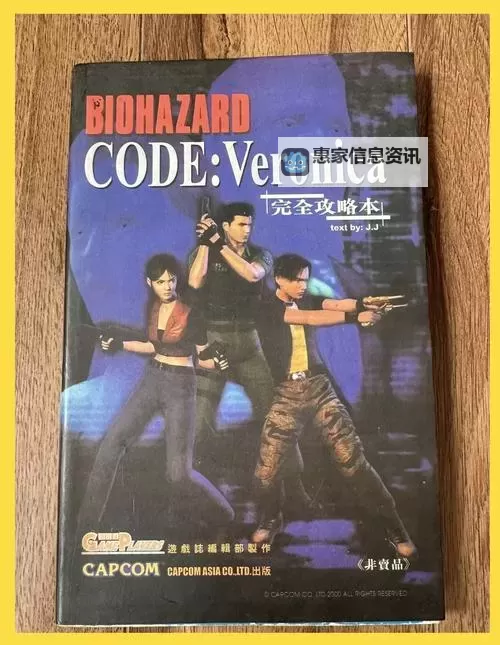 BIOHAZARD
惠家信息资讯
CODE:Veronica
完全攻略本
text by: J.J
GAMEPLAYERS 遊戲誌編輯部製作
CAPCOM CAPCOM ASIA CO.,LTD.出版
《非賣品》
© CAPCOM CO., LTD 2000 ALL RIGHTS RESERVED